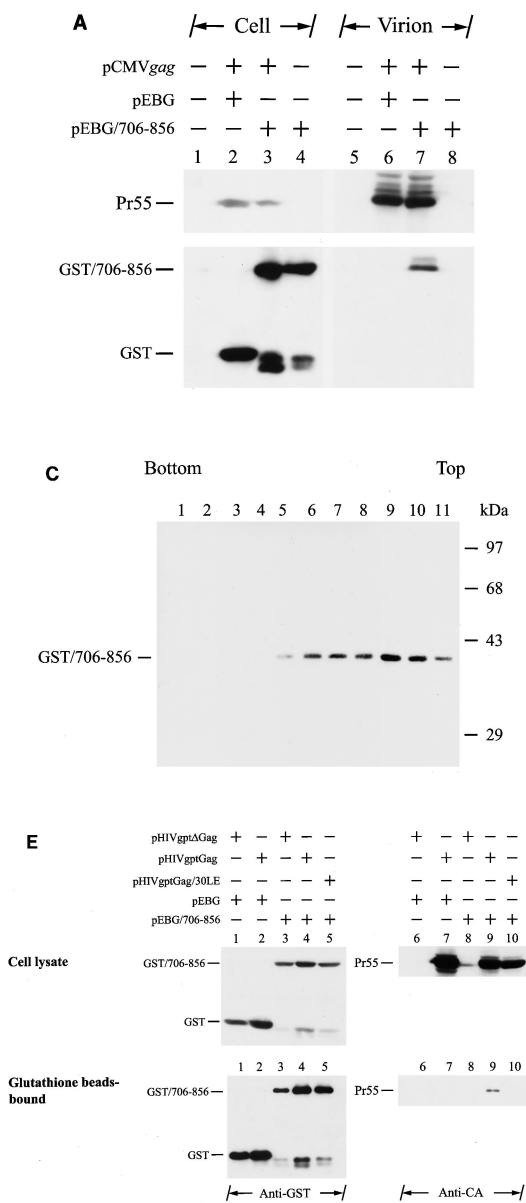 A
Cell Virion
pCMVgag – + + – – + + –
pEBG – + – – – + – –
pEBG/706-856 – – + + – – + +
1 2 3 4 5 6 7 8
Pr55
GST/706-856
GST
C
Bottom Top
1 2 3 4 5 6 7 8 9 10 11 kDa
97
68
GST/706-856
43
29
E
pHIVgptΔGag + – + – – + – + – –
pHIVgptGag – + – + – – + – + –
pHIVgptGag/30LE – – – – + – – – – +
pEBG + + – – – + + – – –
pEBG/706-856 – – + + + – – + + +
1 2 3 4 5 6 7 8 9 10
Cell lysate GST/706-856 Pr55
GST
1 2 3 4 5 6 7 8 9 10
Glutathione beads-bound GST/706-856 Pr55
GST
Anti-GST Anti-CA